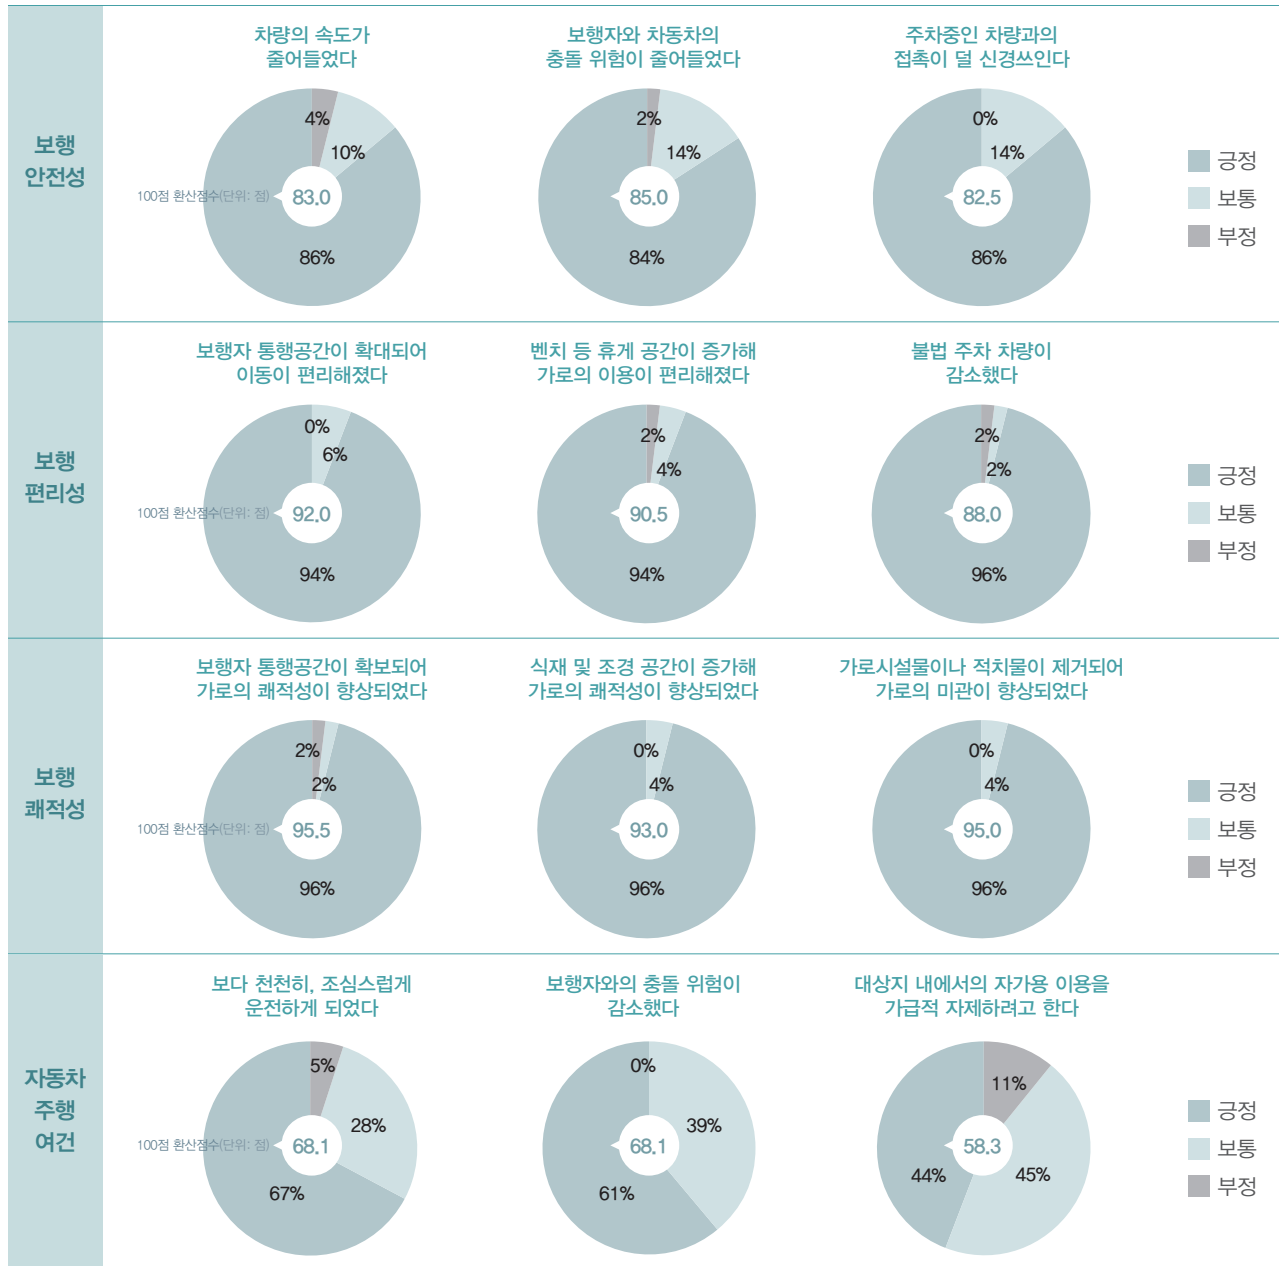 보행
안전성
차량의 속도가
줄어들었다
4%
10%
100점 환산점수(단위: 점)
83.0
86%
보행자와 차동차의
충돌 위험이 줄어들었다
2%
14%
85.0
84%
주차중인 차량과의
접촉이 덜 신경쓰인다
0%
14%
82.5
86%
긍정
보통
부정
보행
편리성
보행자 통행공간이 확대되어
이동이 편리해졌다
0%
6%
100점 환산점수(단위: 점)
92.0
94%
벤치 등 휴게 공간이 증가해
가로의 이용이 편리해졌다
2%
4%
90.5
94%
불법 주차 차량이
감소했다
2%
2%
88.0
96%
긍정
보통
부정
보행
쾌적성
보행자 통행공간이 확보되어
가로의 쾌적성이 향상되었다
2%
2%
100점 환산점수(단위: 점)
95.5
96%
식재 및 조경 공간이 증가해
가로의 쾌적성이 향상되었다
0%
4%
93.0
96%
가로시설물이나 적치물이 제거되어
가로의 미관이 향상되었다
0%
4%
95.0
96%
긍정
보통
부정
자동차
주행
여건
보다 천천히, 조심스럽게
운전하게 되었다
5%
28%
100점 환산점수(단위: 점)
68.1
67%
보행자와의 충돌 위험이
감소했다
0%
39%
68.1
61%
대상지 내에서의 자가용 이용을
가급적 자제하려고 한다
11%
58.3
44%
45%
긍정
보통
부정